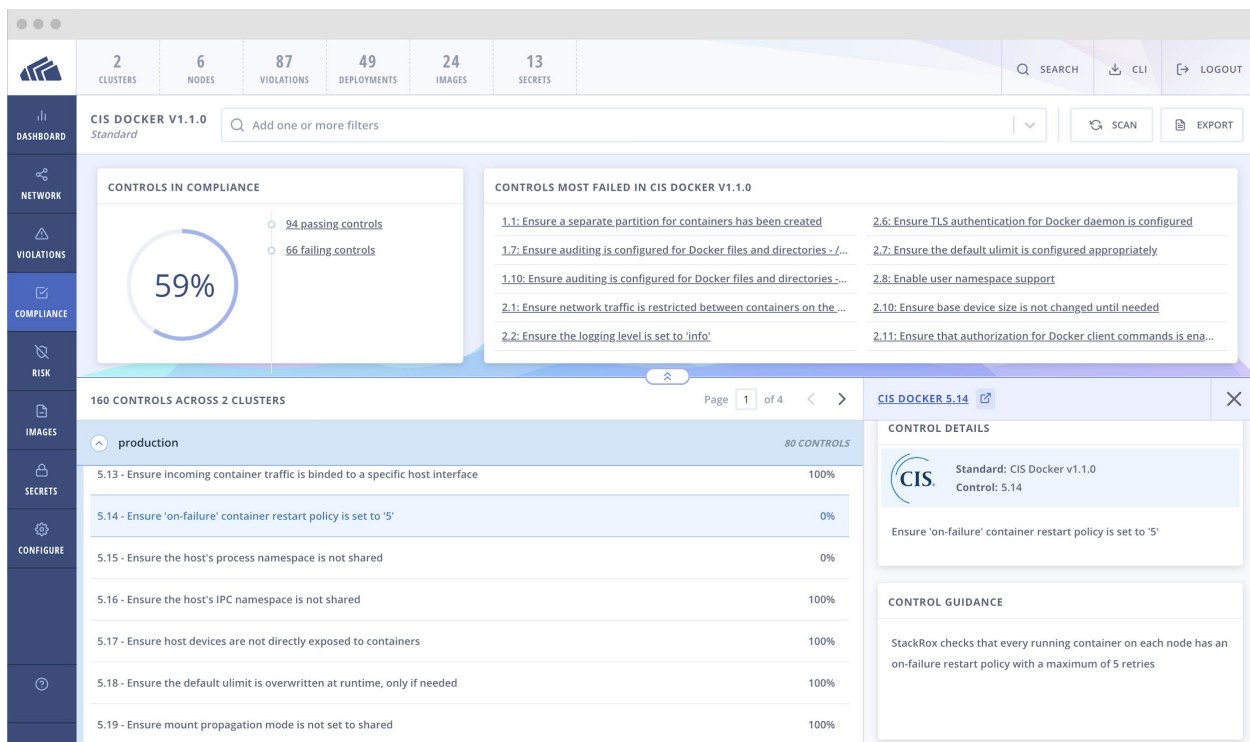 2 6 87 49 24 13
CLUSTERS NODES VIOLATIONS DEPLOYMENTS IMAGES SECRETS
SEARCH CLI LOGOUT
DASHBOARD
NETWORK
VIOLATIONS
COMPLIANCE
RISK
IMAGES
SECRETS
CONFIGURE
CIS DOCKER V1.1.0
Standard
Add one or more filters
SCAN EXPORT
CONTROLS IN COMPLIANCE
59%
94 passing controls
66 failing controls
CONTROLS MOST FAILED IN CIS DOCKER V1.1.0
1.1: Ensure a separate partition for containers has been created
1.7: Ensure auditing is configured for Docker files and directories - /...
1.10: Ensure auditing is configured for Docker files and directories -...
2.1: Ensure network traffic is restricted between containers on the ...
2.2: Ensure the logging level is set to 'info'
2.6: Ensure TLS authentication for Docker daemon is configured
2.7: Ensure the default ulimit is configured appropriately
2.8: Enable user namespace support
2.10: Ensure base device size is not changed until needed
2.11: Ensure that authorization for Docker client commands is ena...
160 CONTROLS ACROSS 2 CLUSTERS
Page 1 of 4
production 80 CONTROLS
5.13 - Ensure incoming container traffic is binded to a specific host interface 100%
5.14 - Ensure 'on-failure' container restart policy is set to '5' 0%
5.15 - Ensure the host's process namespace is not shared 0%
5.16 - Ensure the host's IPC namespace is not shared 100%
5.17 - Ensure host devices are not directly exposed to containers 100%
5.18 - Ensure the default ulimit is overwritten at runtime, only if needed 100%
5.19 - Ensure mount propagation mode is not set to shared 100%
CIS DOCKER 5.14
CONTROL DETAILS
CIS.
Standard: CIS Docker v1.1.0
Control: 5.14
Ensure 'on-failure' container restart policy is set to '5'
CONTROL GUIDANCE
StackRox checks that every running container on each node has an
on-failure restart policy with a maximum of 5 retries